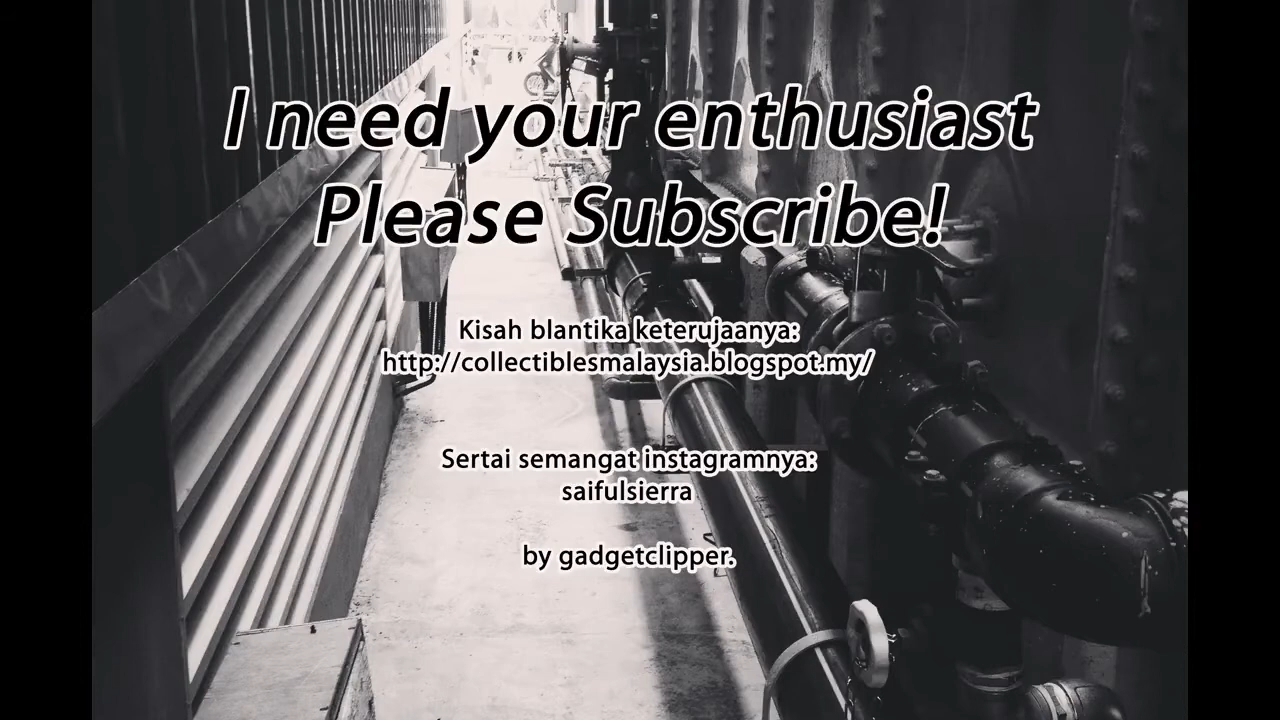 I need your enthusiast
Please Subscribe!
Kisah blantika keterujaanya:
http://collectiblesmalaysia.blogspot.my/
Sertai semangat instagramnya:
saifulsierra
by gadgetclipper.